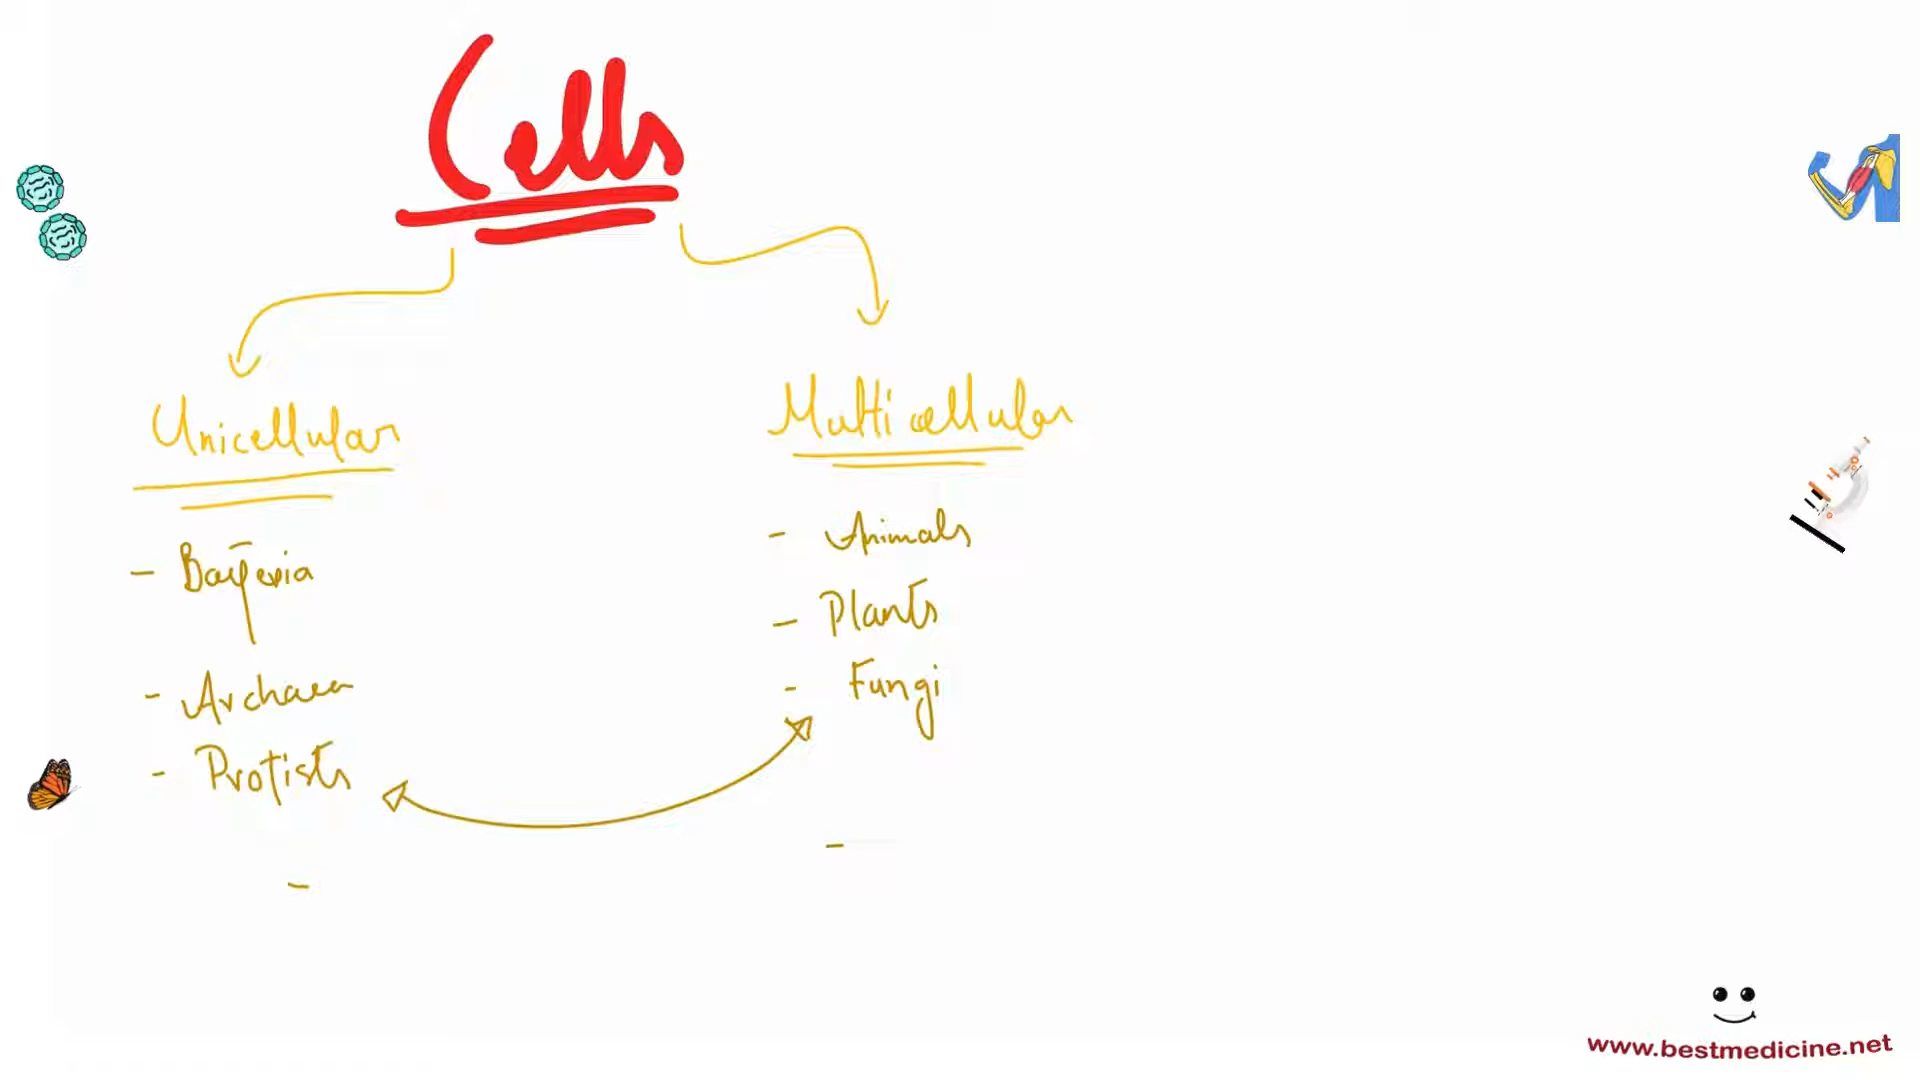 Cells
Unicellular
- Bacteria
- Archaea
- Protists
-
Multicellular
- Animals
- Plants
- Fungi
-
www.bestmedicine.net